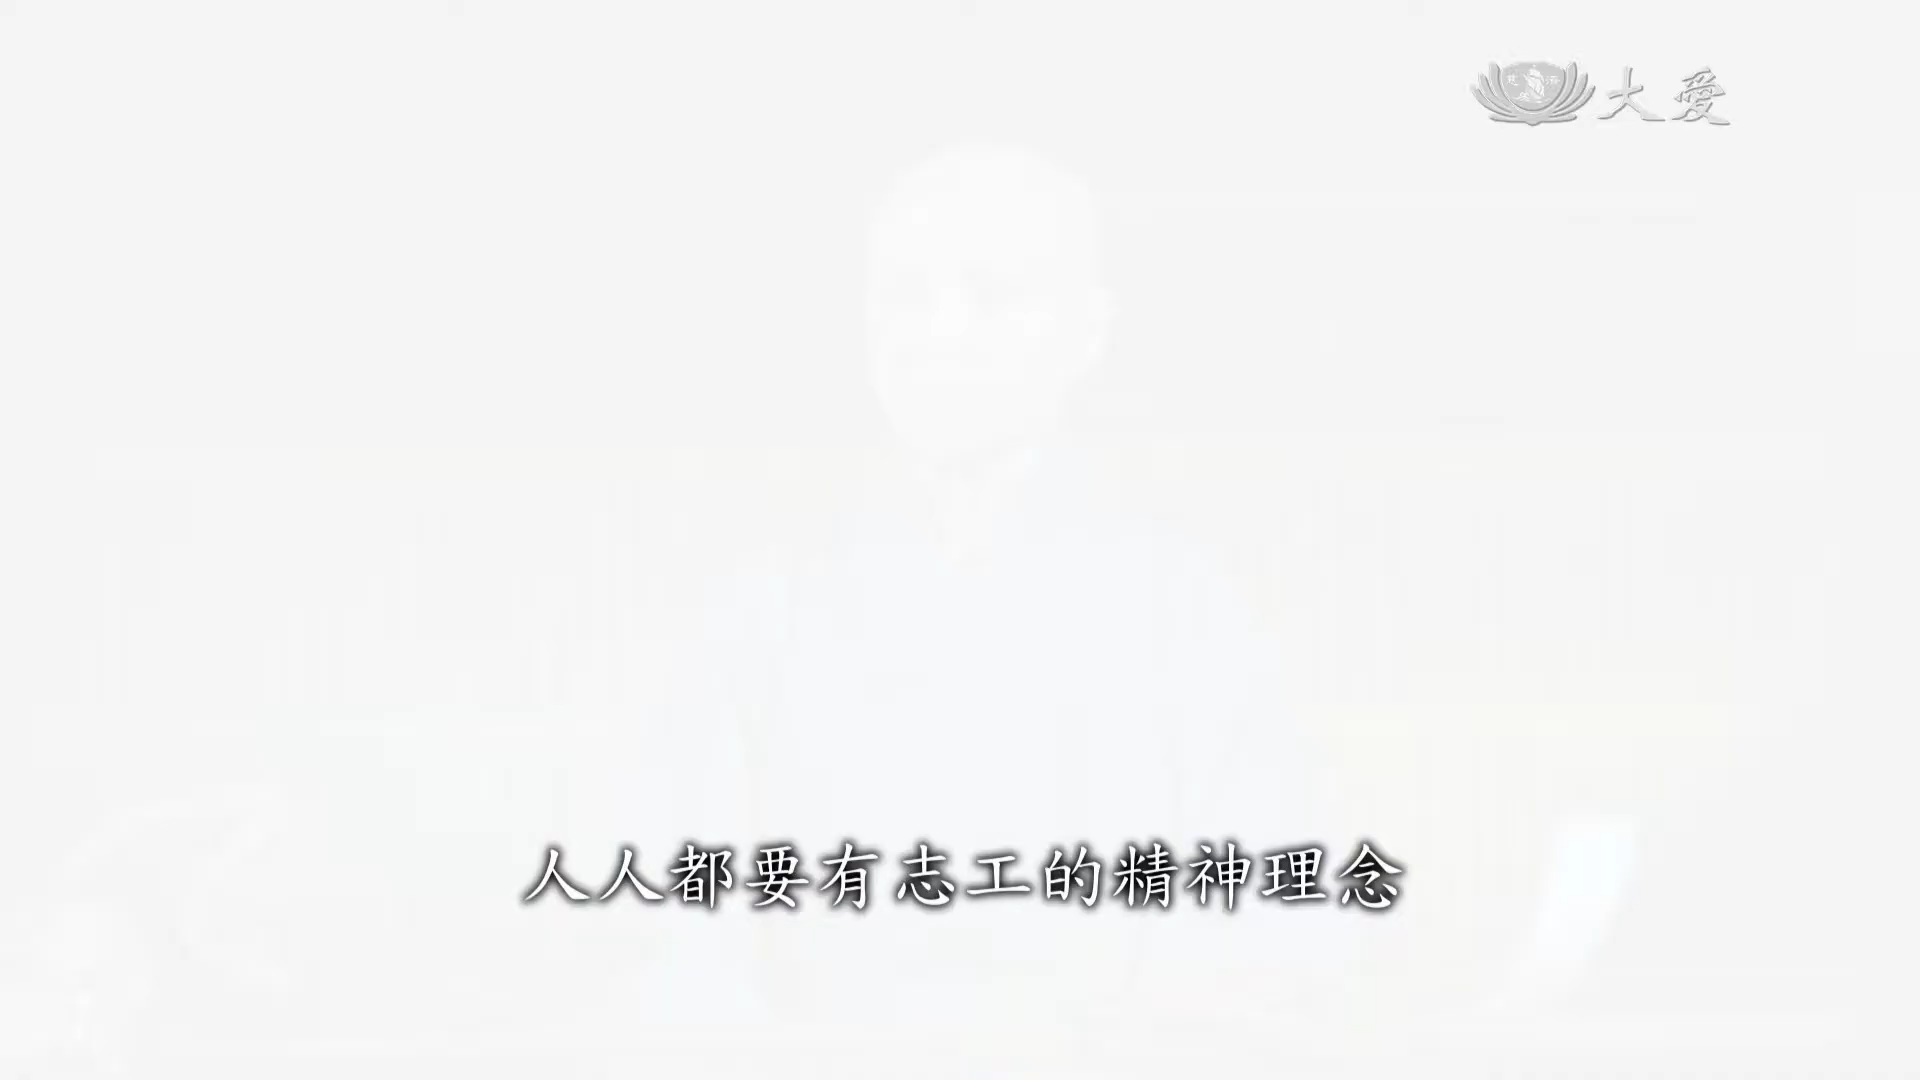 大愛
人人都要有志工的精神理念